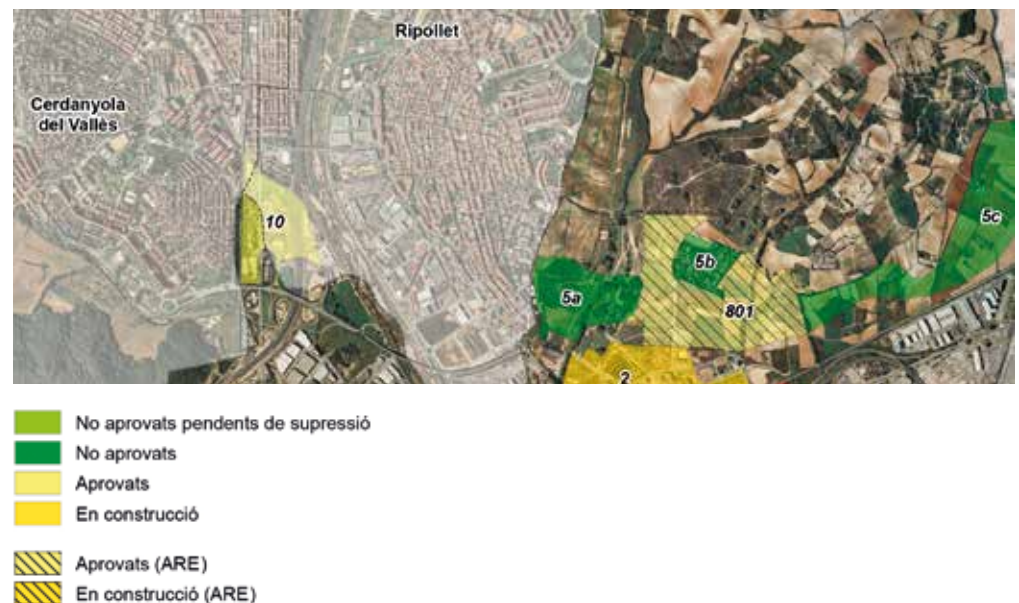 Ripollet
Cerdanyola
del Vallès
10
5c
5b
5a
801
2
No aprovats pendents de supressió
No aprovats
Aprovats
En construcció
Aprovats (ARE)
En construcció (ARE)